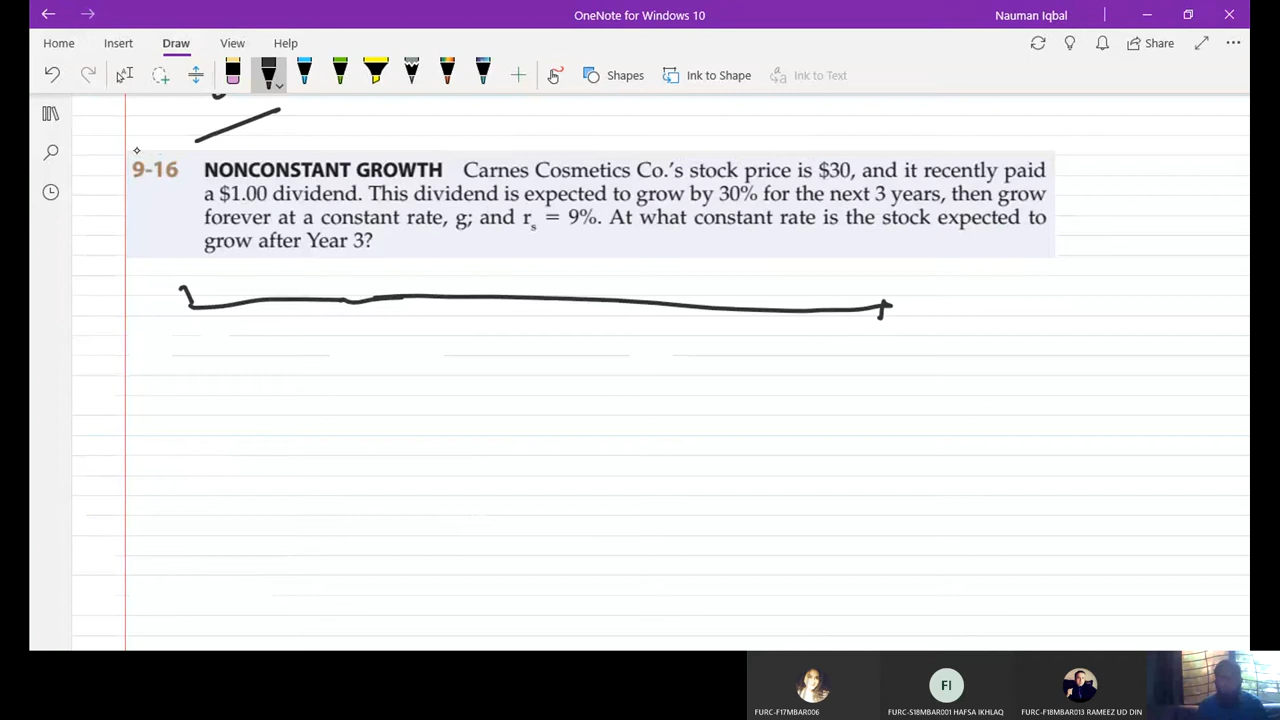 OneNote for Windows 10
Nauman Iqbal
Home Insert Draw View Help
Share
Shapes Ink to Shape Ink to Text
9-16 NONCONSTANT GROWTH Carnes Cosmetics Co.'s stock price is $30, and it recently paid
a $1.00 dividend. This dividend is expected to grow by 30% for the next 3 years, then grow
forever at a constant rate, g; and rs = 9%. At what constant rate is the stock expected to
grow after Year 3?
FI
FURC-F17MBAR006 FURC-S18MBAR001 HAFSA IKHLAQ FURC-F18MBAR013 RAMEEZ UD DIN